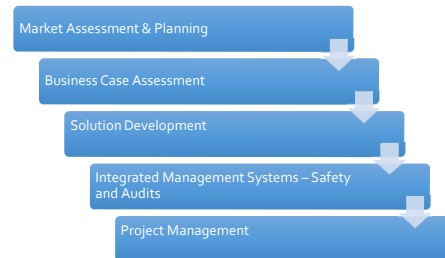 Market Assessment & Planning
Business Case Assessment
Solution Development
Integrated Management Systems – Safety
and Audits
Project Management